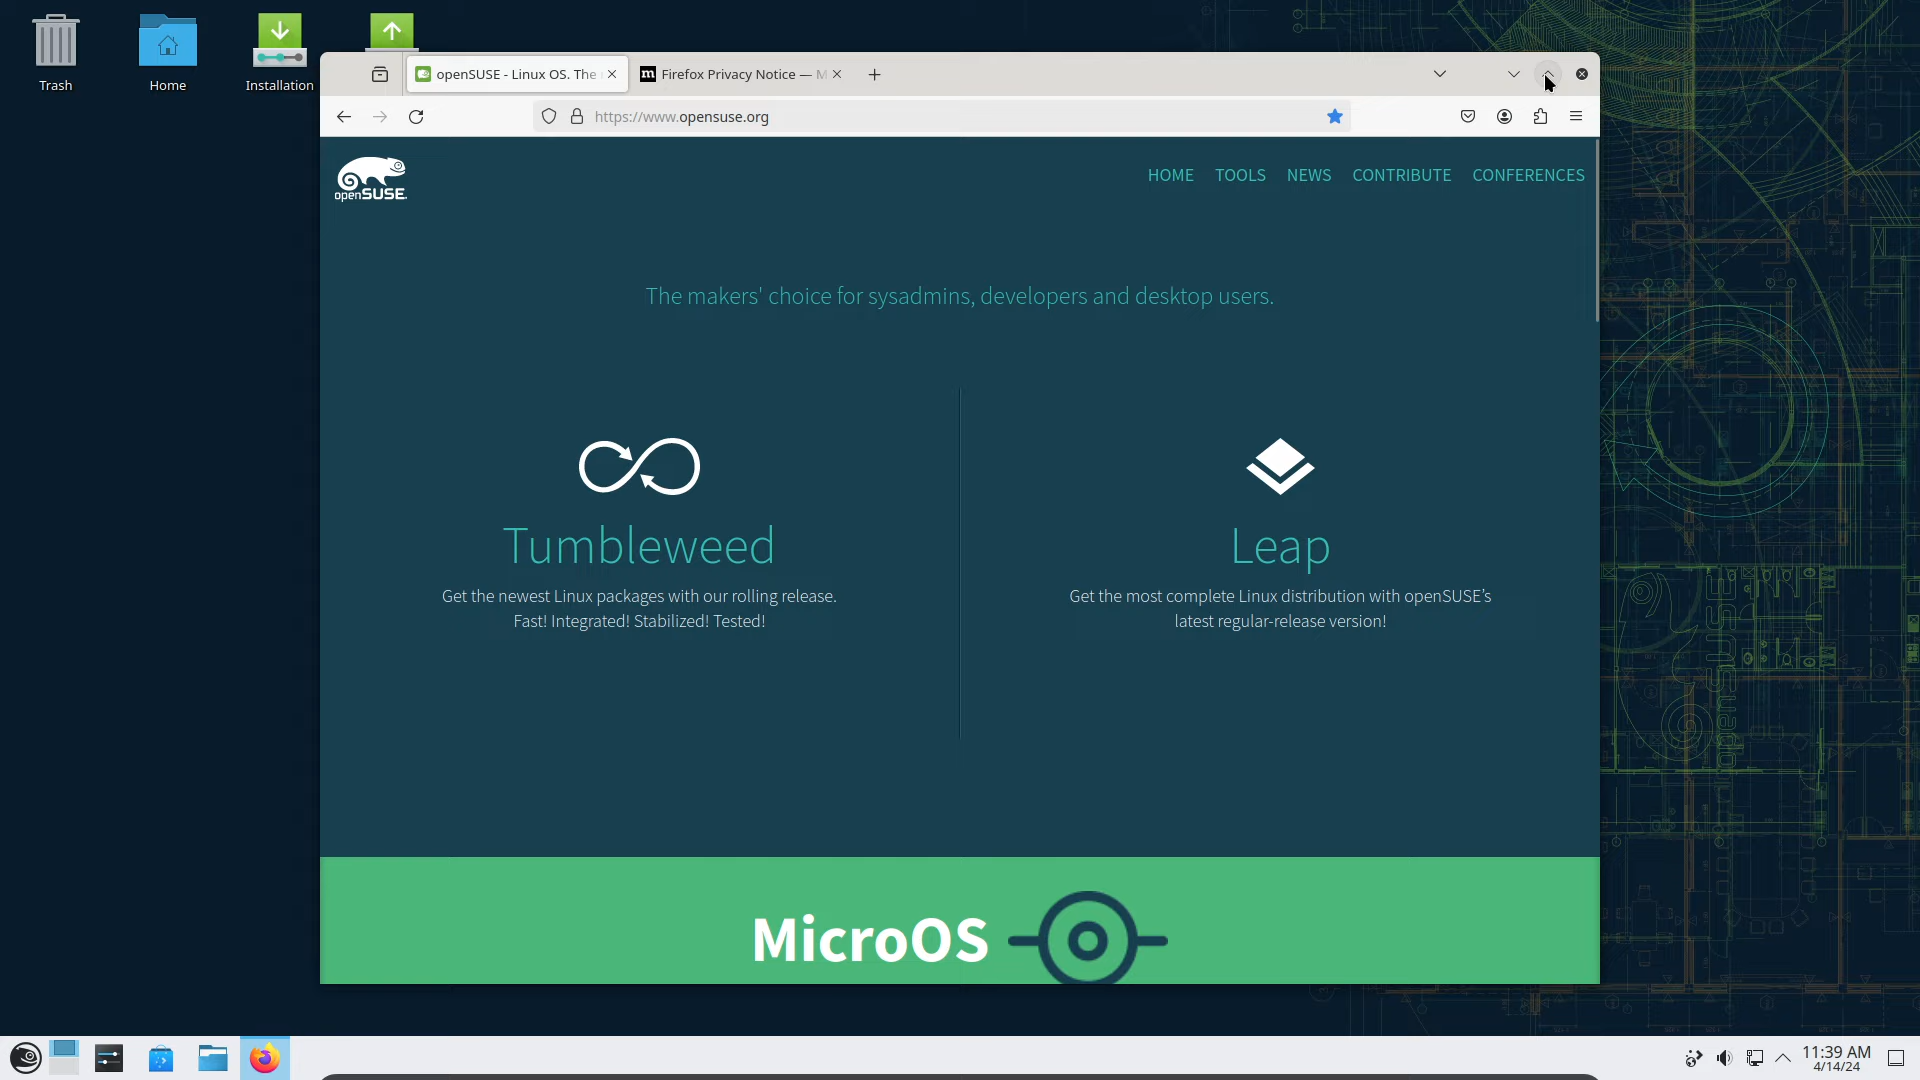 Trash
Home
Installation
openSUSE - Linux OS. The
Firefox Privacy Notice — M
https://www.opensuse.org
openSUSE.
HOME
TOOLS
NEWS
CONTRIBUTE
CONFERENCES
The makers' choice for sysadmins, developers and desktop users.
Tumbleweed
Get the newest Linux packages with our rolling release.
Fast! Integrated! Stabilized! Tested!
Leap
Get the most complete Linux distribution with openSUSE’s
latest regular-release version!
MicroOS
openSUSE
11:39 AM
4/14/24